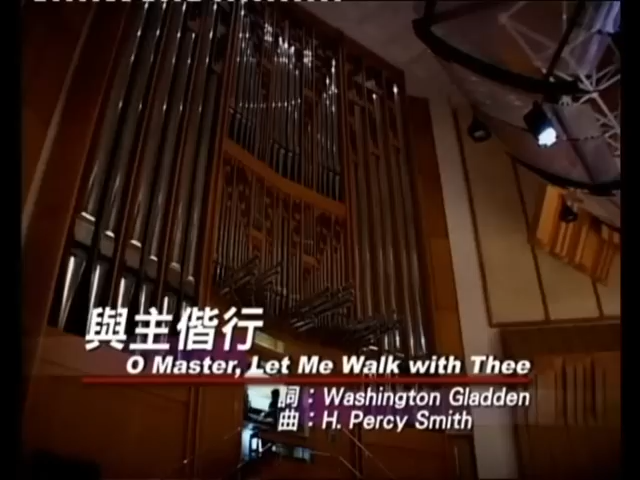 與主偕行
O Master, Let Me Walk with Thee
詞：Washington Gladden
曲：H. Percy Smith